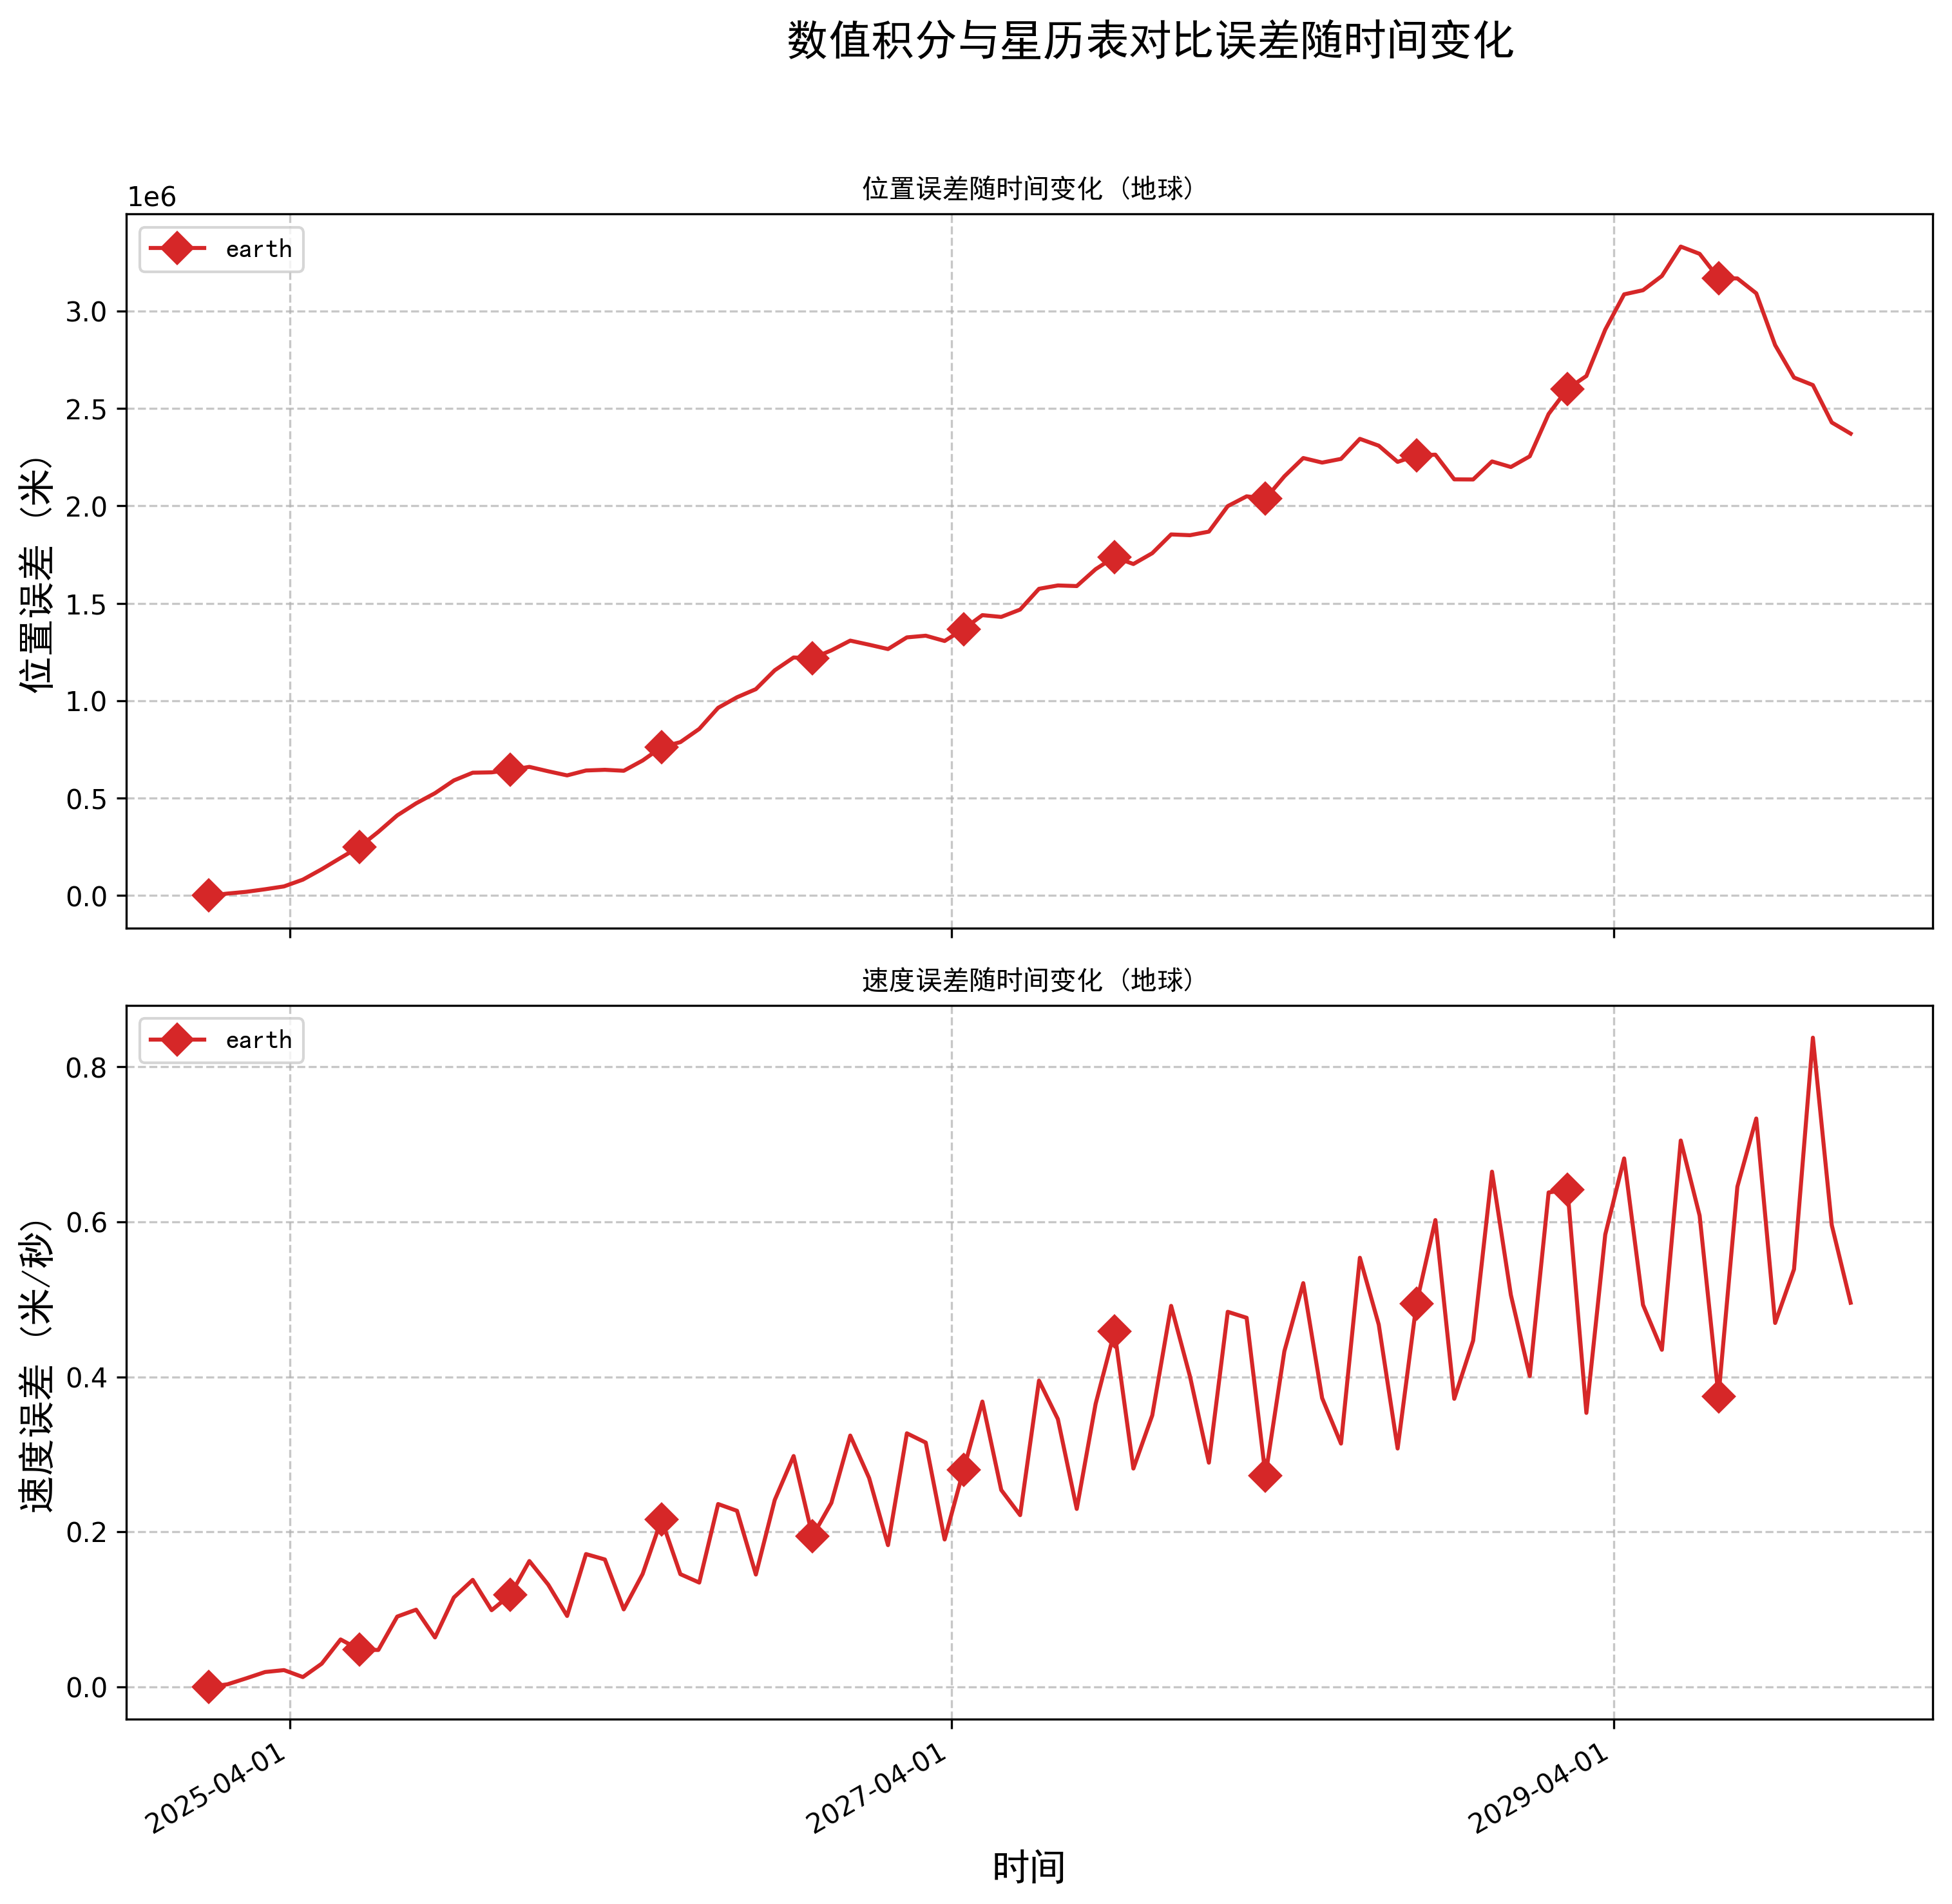 数值积分与星历表对比误差随时间变化
位置误差随时间变化 (地球)
1e6
earth
3.0
2.5
2.0
1.5
1.0
0.5
0.0
位置误差 (米)
速度误差随时间变化 (地球)
earth
0.8
0.6
0.4
0.2
0.0
速度误差 (米/秒)
2025-04-01
2027-04-01
2029-04-01
时间